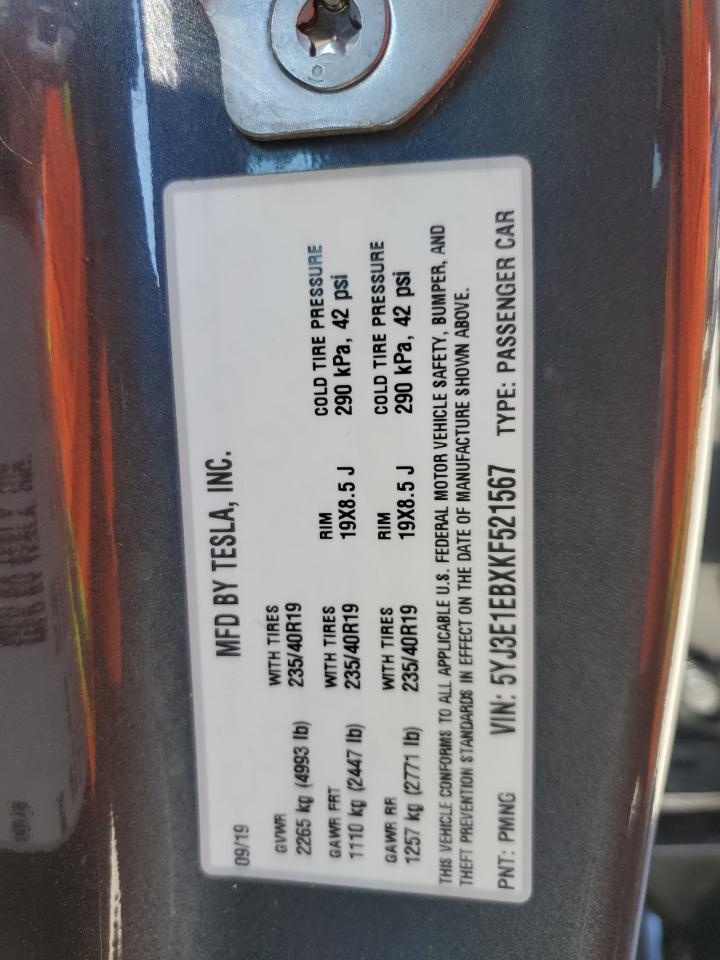 MFD BY TESLA, INC.
09/19
GVWR WITH TIRES
2265 kg (4993 lb) 235/40R19
GAWR FRT WITH TIRES RIM COLD TIRE PRESSURE
1110 kg (2447 lb) 235/40R19 19X8.5 J 290 kPa, 42 psi
GAWR RR WITH TIRES RIM COLD TIRE PRESSURE
1257 kg (2771 lb) 235/40R19 19X8.5 J 290 kPa, 42 psi
THIS VEHICLE CONFORMS TO ALL APPLICABLE U.S. FEDERAL MOTOR VEHICLE SAFETY, BUMPER, AND
THEFT PREVENTION STANDARDS IN EFFECT ON THE DATE OF MANUFACTURE SHOWN ABOVE.
PNT: PMNG VIN: 5YJ3E1EBXKF521567 TYPE: PASSENGER CAR